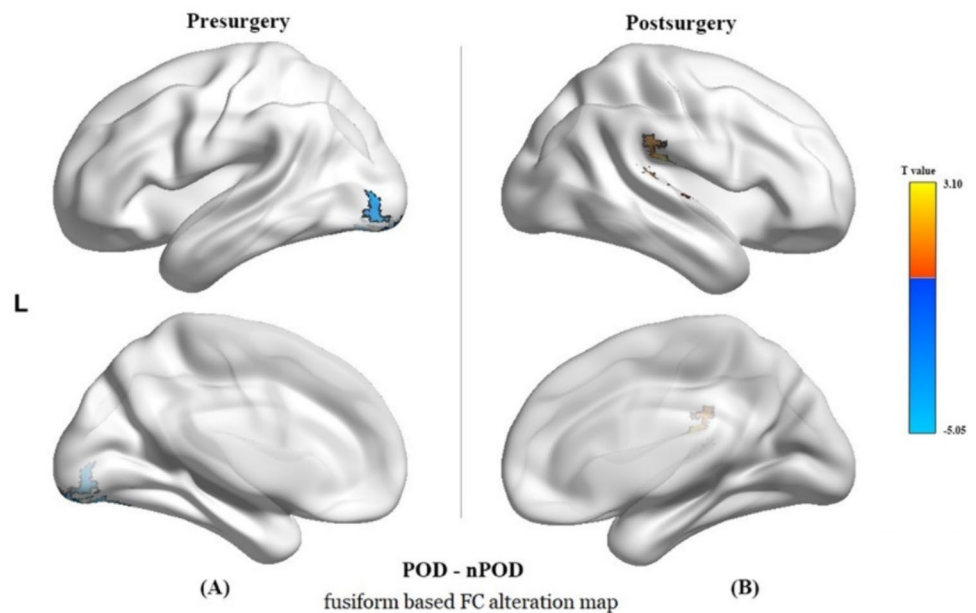 Presurgery
Postsurgery
T value
3.10
L
-5.05
POD - nPOD
(A)
(B)
fusiform based FC alteration map